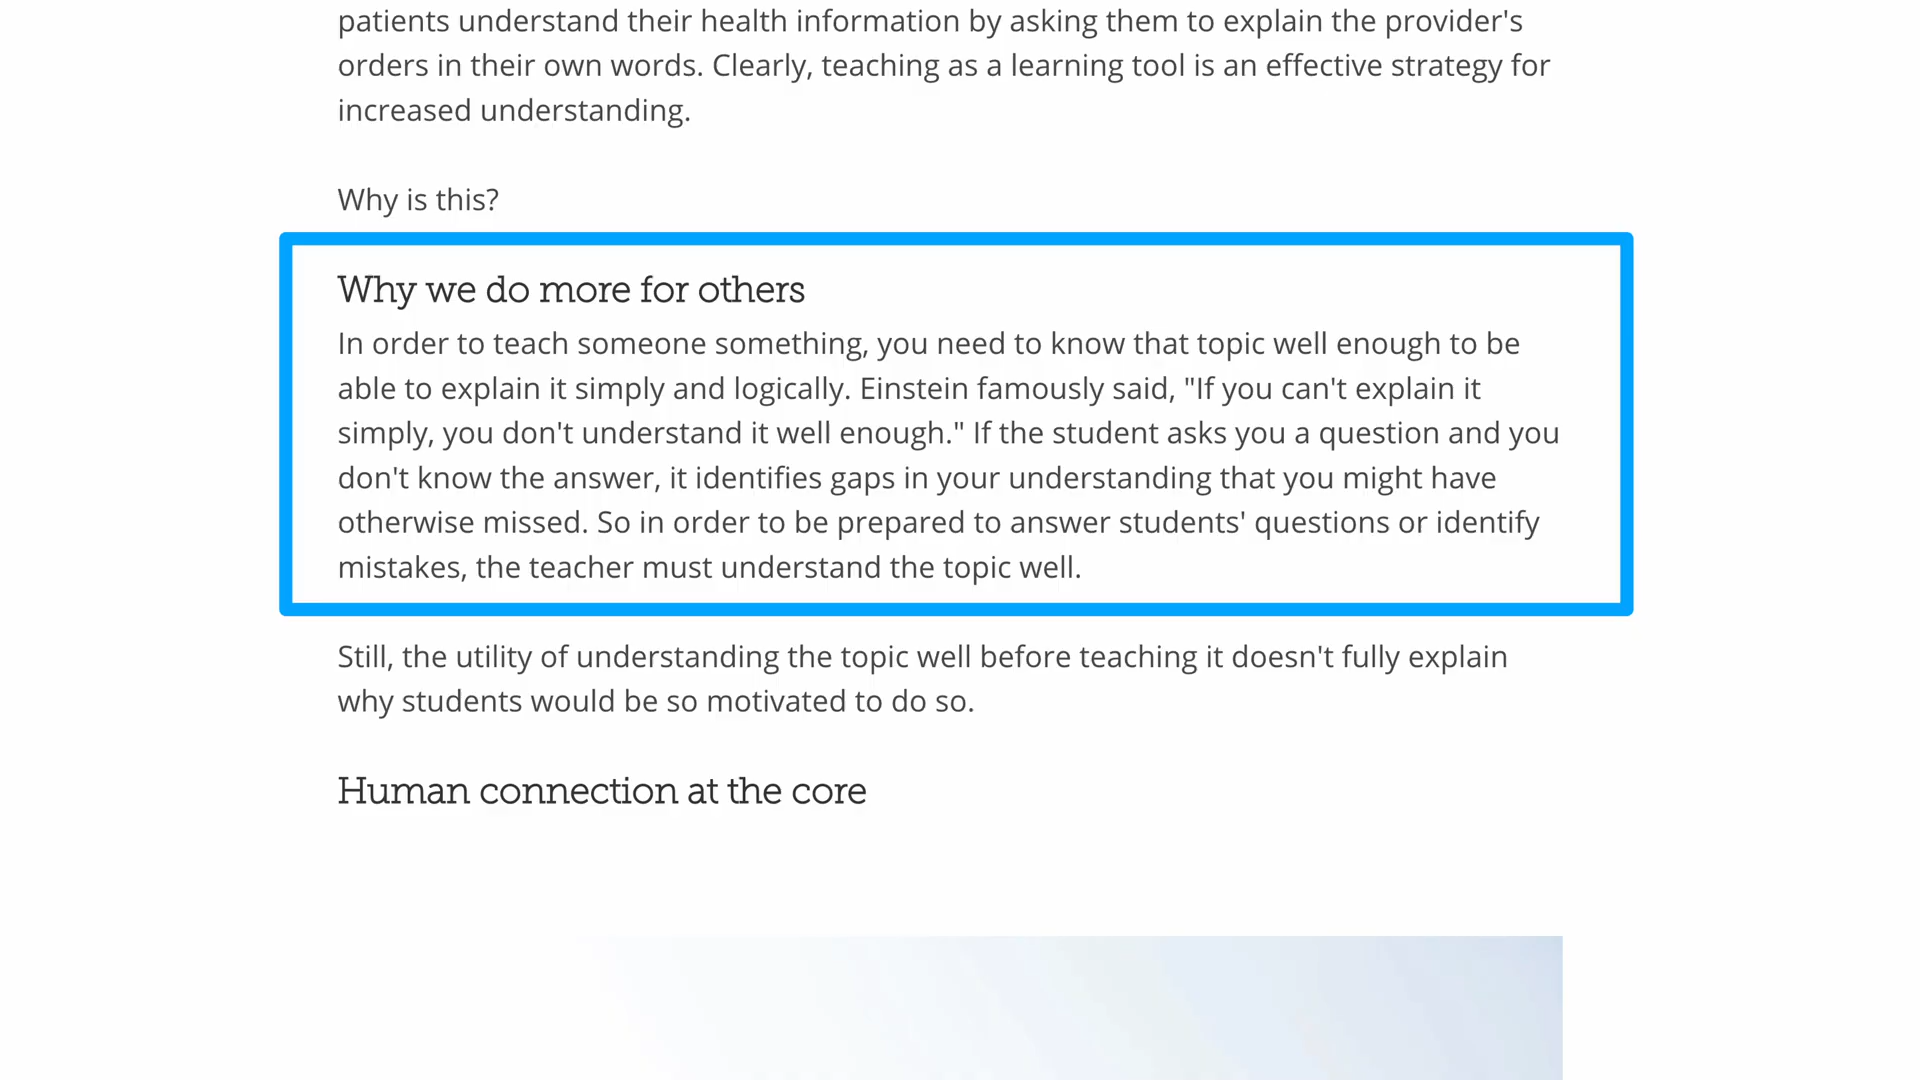 patients understand their health information by asking them to explain the provider's
orders in their own words. Clearly, teaching as a learning tool is an effective strategy for
increased understanding.
Why is this?
Why we do more for others
In order to teach someone something, you need to know that topic well enough to be
able to explain it simply and logically. Einstein famously said, "If you can't explain it
simply, you don't understand it well enough." If the student asks you a question and you
don't know the answer, it identifies gaps in your understanding that you might have
otherwise missed. So in order to be prepared to answer students' questions or identify
mistakes, the teacher must understand the topic well.
Still, the utility of understanding the topic well before teaching it doesn't fully explain
why students would be so motivated to do so.
Human connection at the core